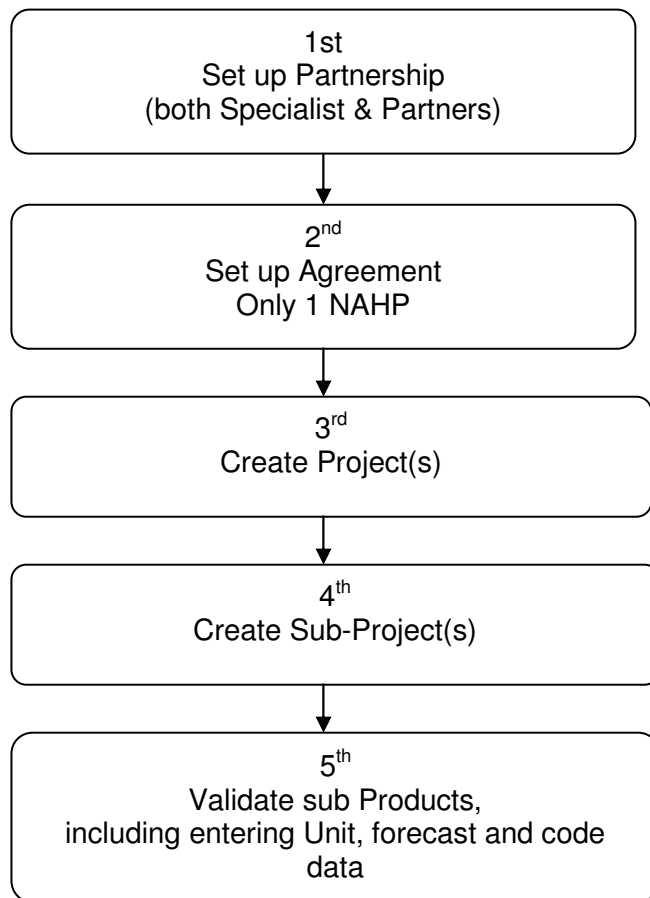 1st
Set up Partnership
(both Specialist & Partners)
2nd
Set up Agreement
Only 1 NAHP
3rd
Create Project(s)
4th
Create Sub-Project(s)
5th
Validate sub Products,
including entering Unit, forecast and code
data